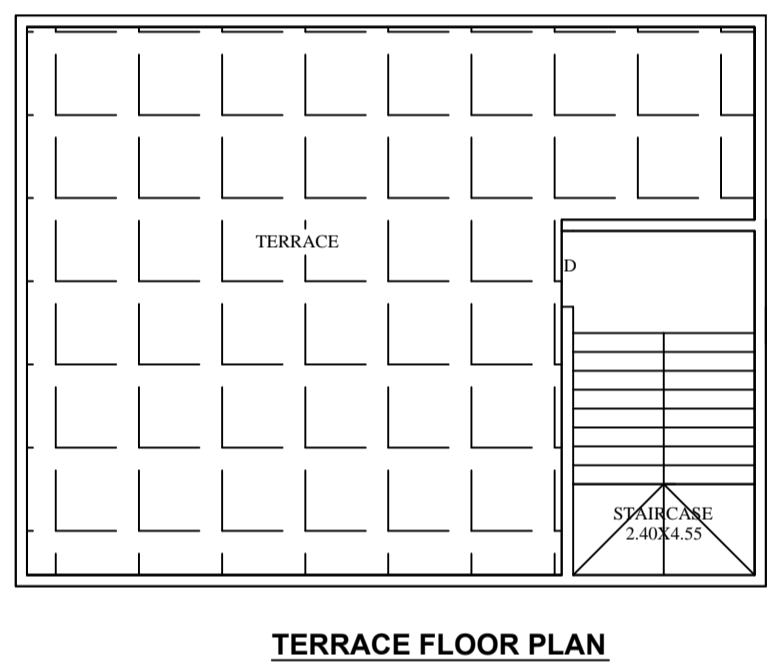 TERRACE
D
STAIRCASE
2.40X4.55
TERRACE FLOOR PLAN